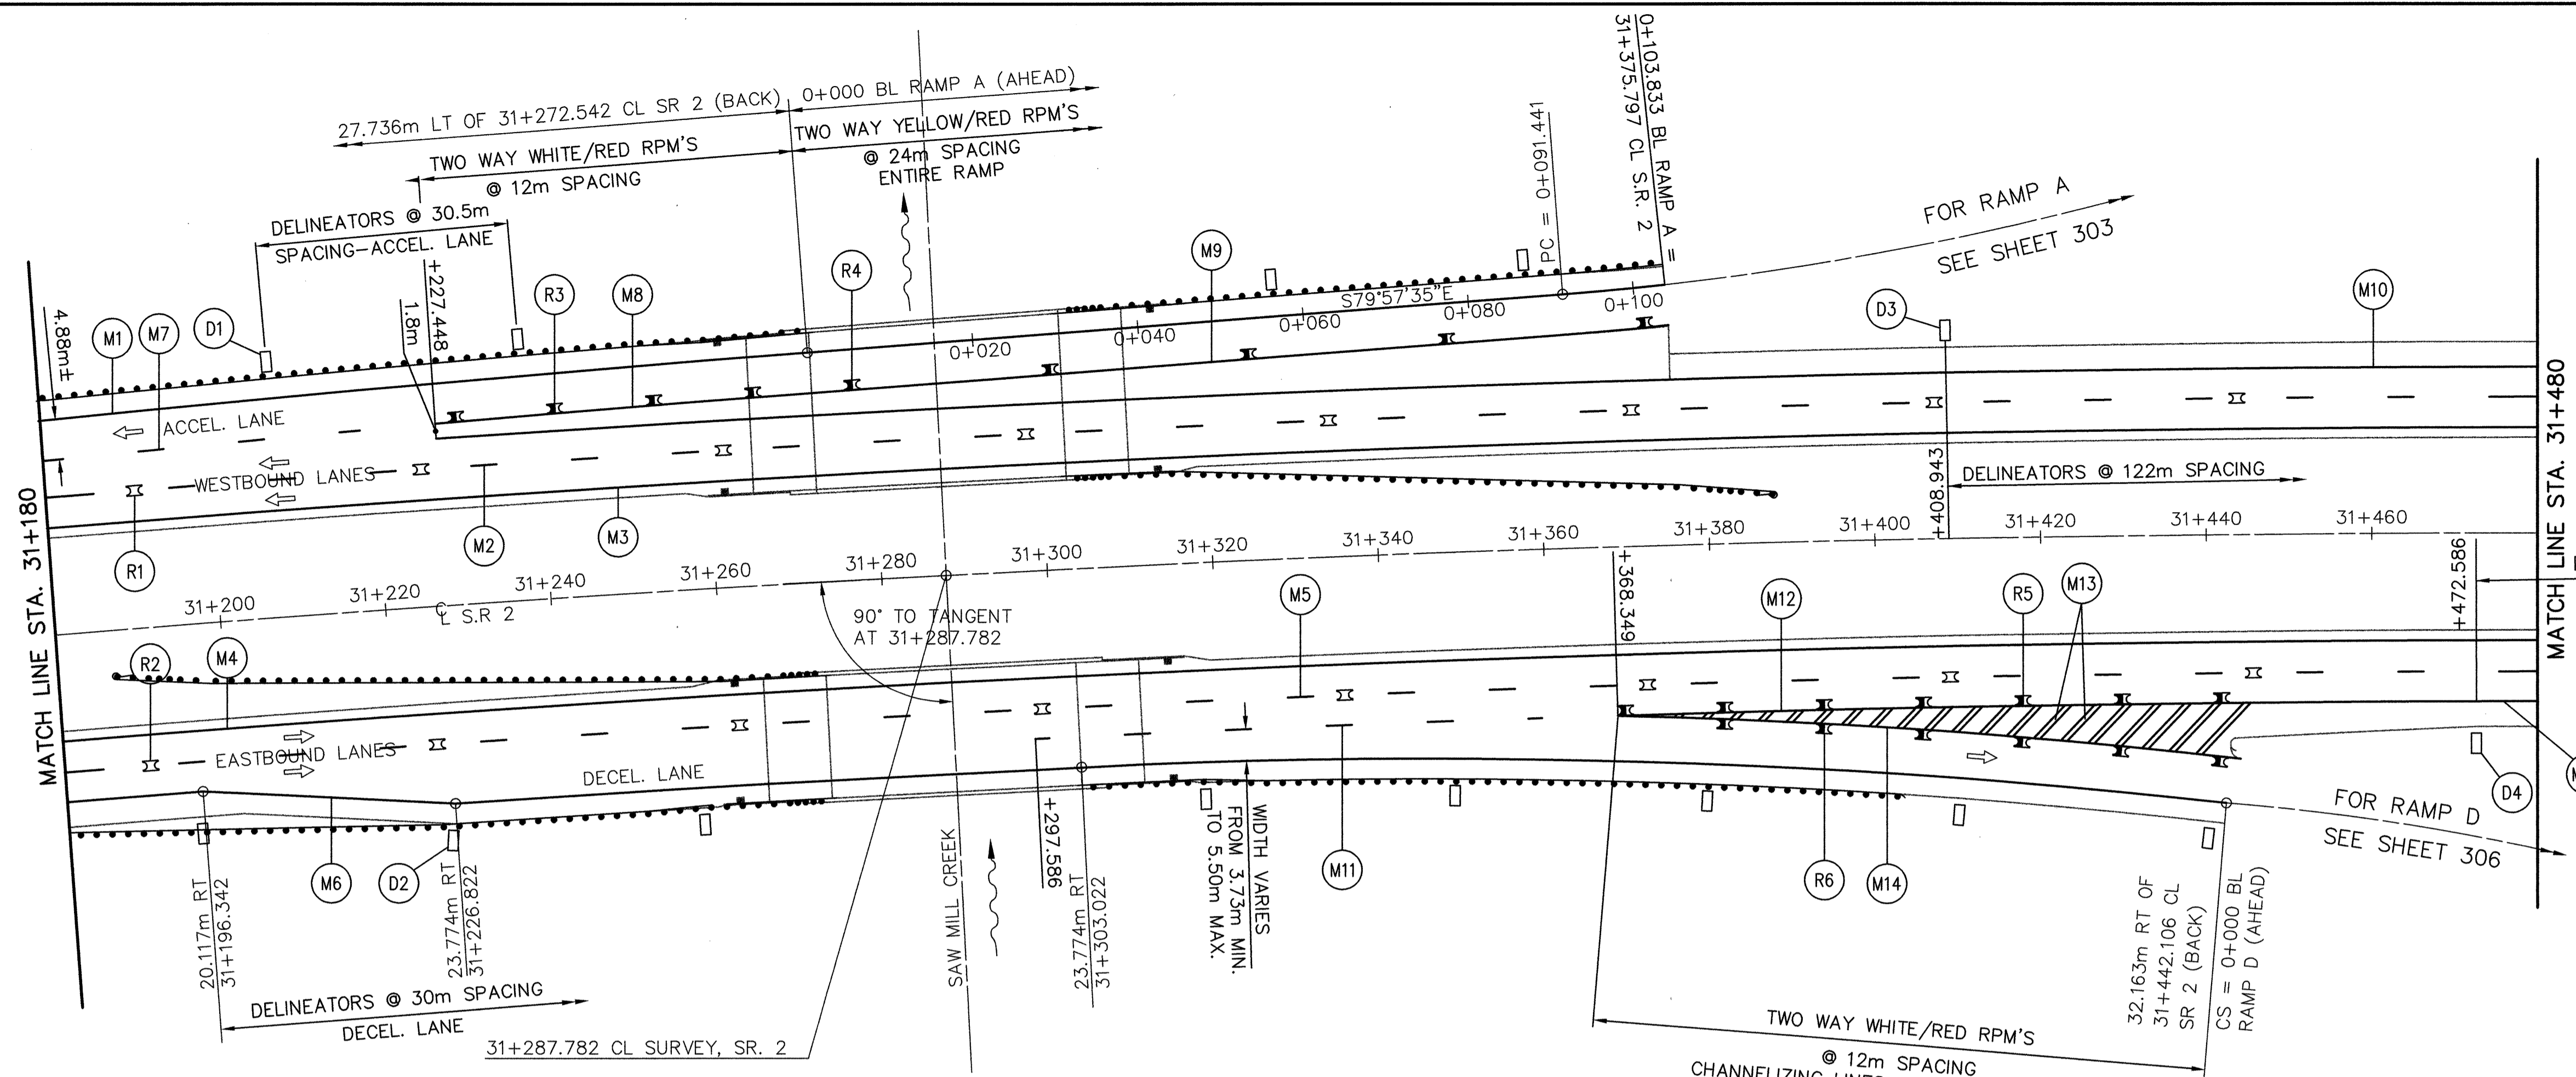 0+103.833 BL RAMP A =
31+375.797 CL S.R. 2
27.736m LT OF 31+272.542 CL SR 2 (BACK)
0+000 BL RAMP A (AHEAD)
TWO WAY WHITE/RED RPM'S
@ 12m SPACING
TWO WAY YELLOW/RED RPM'S
@ 24m SPACING
ENTIRE RAMP
DELINEATORS @ 30.5m
SPACING-ACCEL. LANE
PC = 0+091.441
FOR RAMP A
SEE SHEET 303
4.88m±
M1
M7
D1
1.8m
+227.448
R3
M8
R4
M9
D3
M10
S79°57'35"E
0+020
0+040
0+060
0+080
0+100
ACCEL. LANE
WESTBOUND LANES
R1
M2
M3
+408.943
DELINEATORS @ 122m SPACING
MATCH LINE STA. 31+180
MATCH LINE STA. 31+480
31+200
31+220
31+240
31+260
31+280
31+300
31+320
31+340
31+360
31+380
31+400
31+420
31+440
31+460
℄ S.R 2
90° TO TANGENT
AT 31+287.782
+368.349
+472.586
R2
M4
M5
M12
R5
M13
EASTBOUND LANES
DECEL. LANE
M6
D2
M11
R6
M14
D4
20.117m RT
31+196.342
23.774m RT
31+226.822
SAW MILL CREEK
+297.586
23.774m RT
31+303.022
WIDTH VARIES
FROM 3.73m MIN.
TO 5.50m MAX.
FOR RAMP D
SEE SHEET 306
32.163m RT OF
31+442.106 CL
SR 2 (BACK)
CS = 0+000 BL
RAMP D (AHEAD)
DELINEATORS @ 30m SPACING
DECEL. LANE
31+287.782 CL SURVEY, SR. 2
TWO WAY WHITE/RED RPM'S
@ 12m SPACING
CHANNELIZING LINES